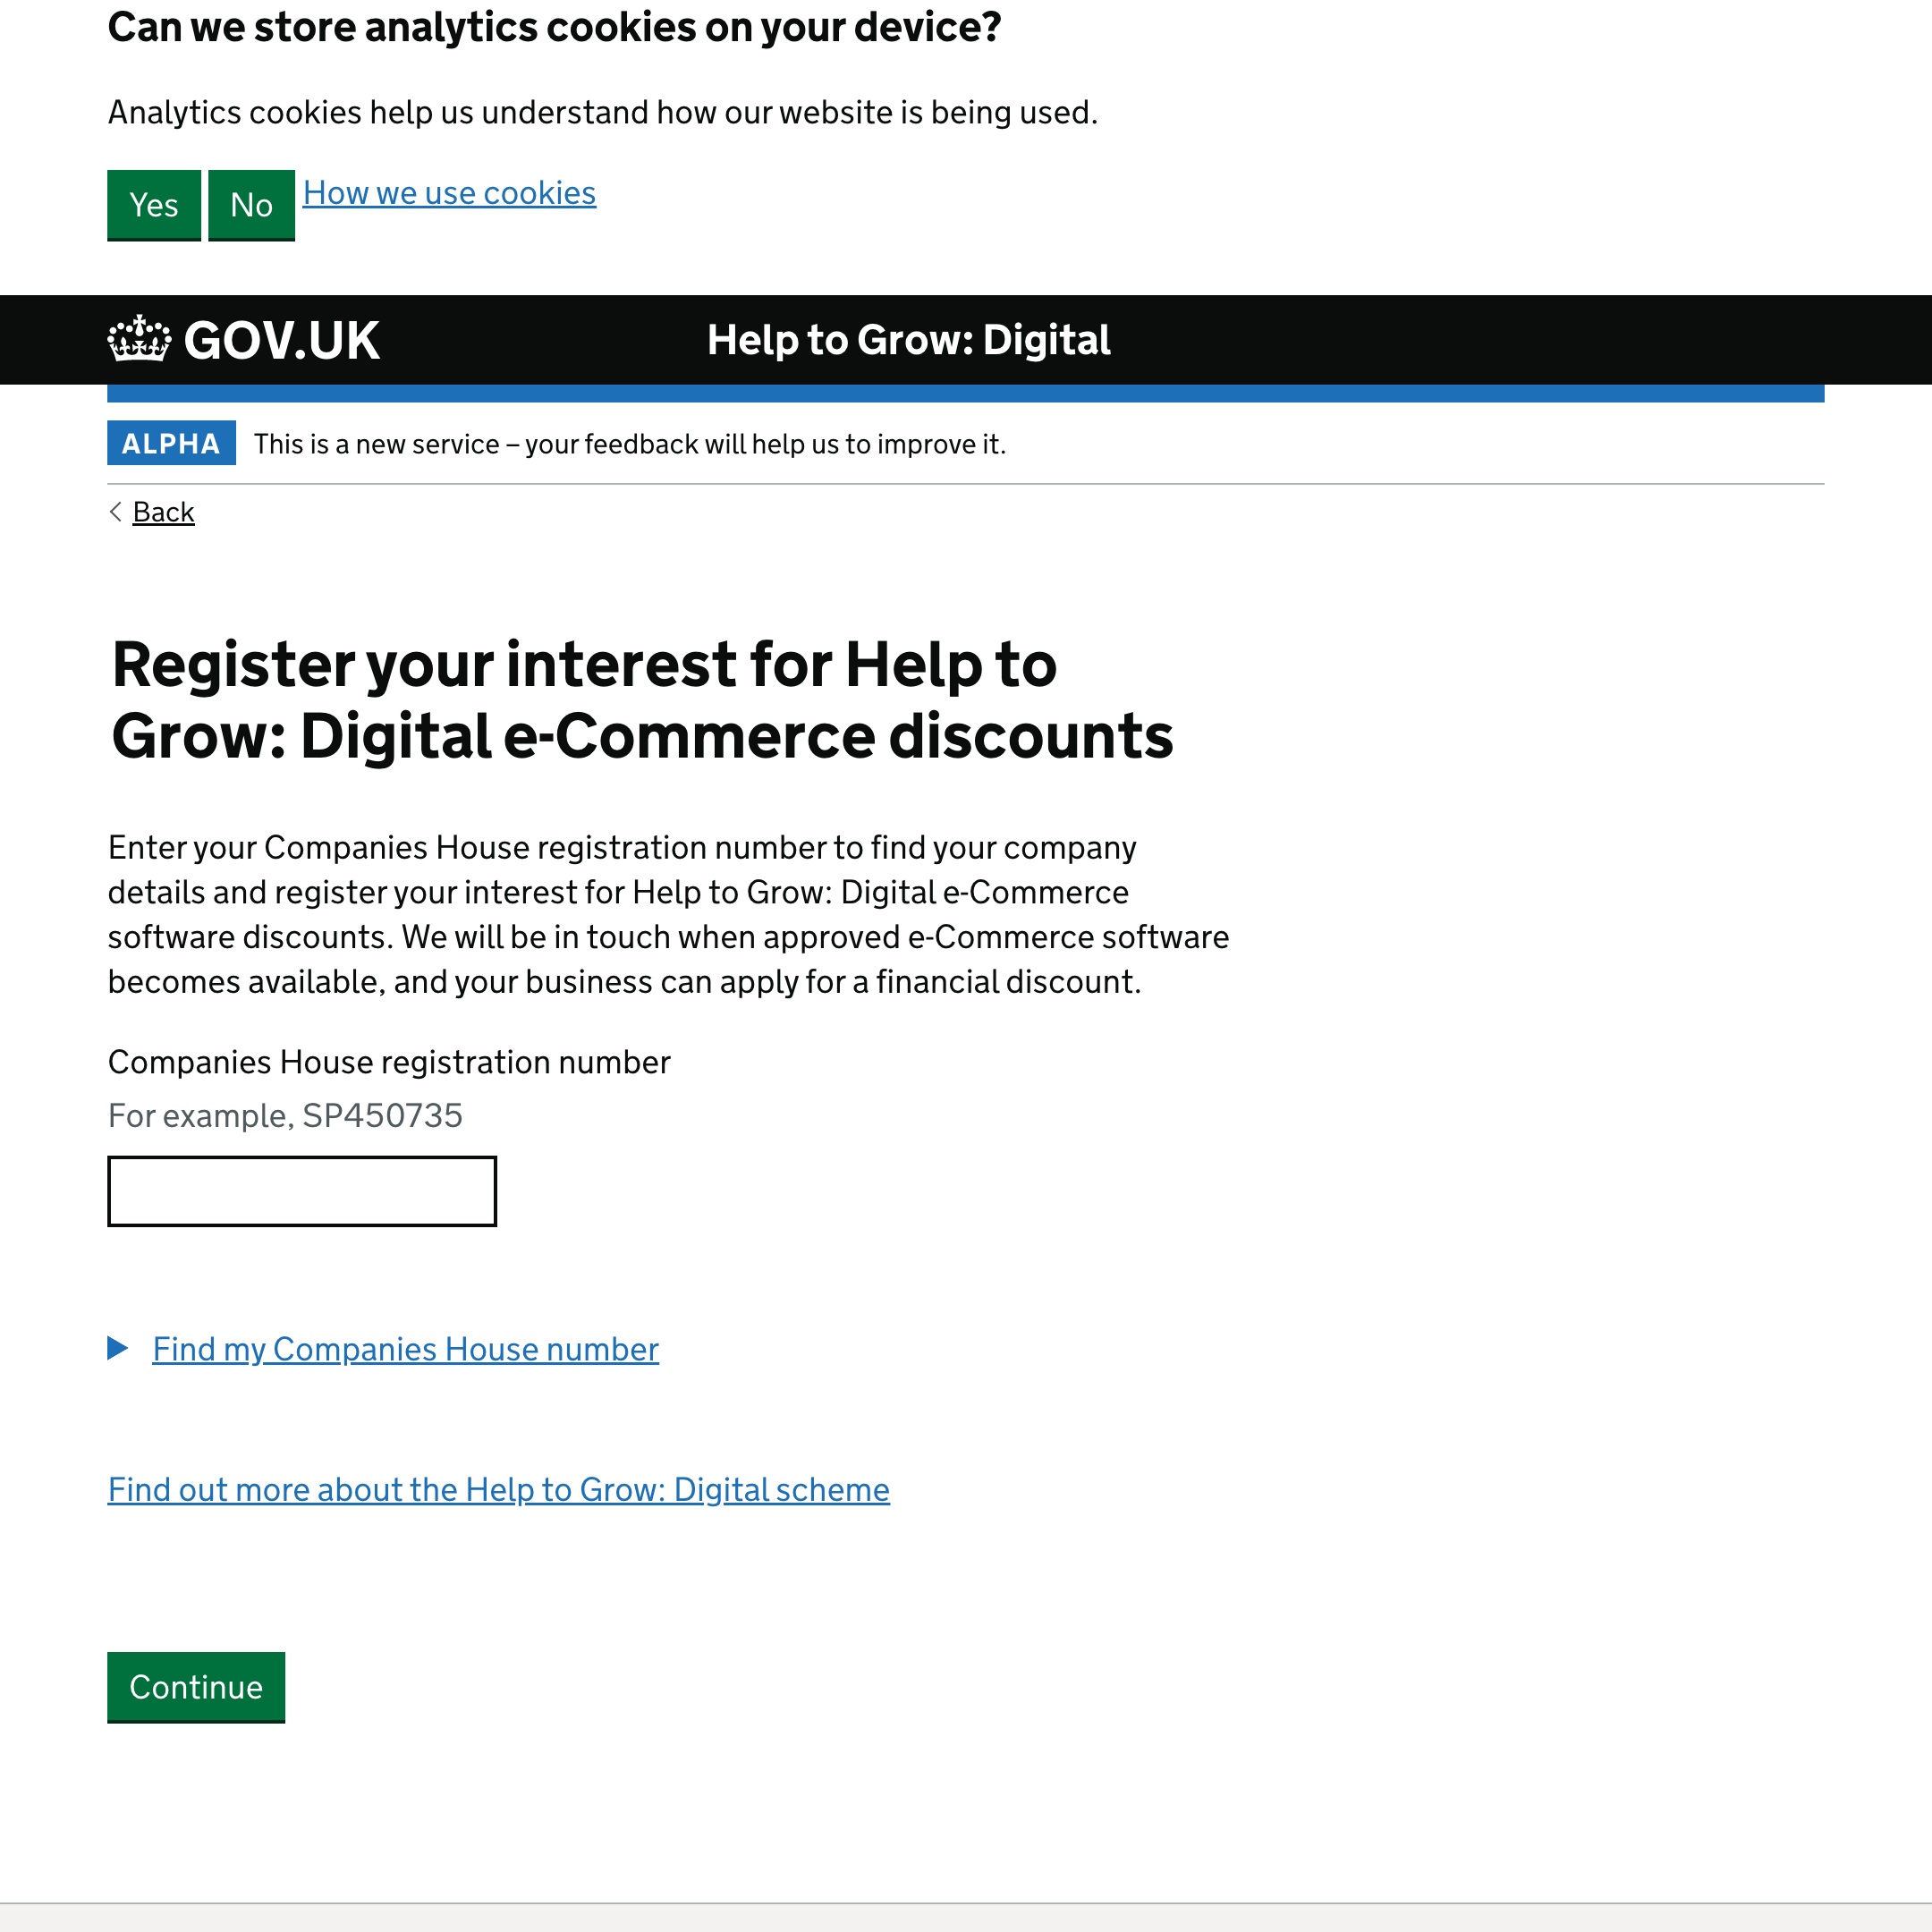 Can we store analytics cookies on your device?
Analytics cookies help us understand how our website is being used.
Yes No How we use cookies
GOV.UK Help to Grow: Digital
ALPHA This is a new service – your feedback will help us to improve it.
Back
Register your interest for Help to
Grow: Digital e-Commerce discounts
Enter your Companies House registration number to find your company
details and register your interest for Help to Grow: Digital e-Commerce
software discounts. We will be in touch when approved e-Commerce software
becomes available, and your business can apply for a financial discount.
Companies House registration number
For example, SP450735
Find my Companies House number
Find out more about the Help to Grow: Digital scheme
Continue